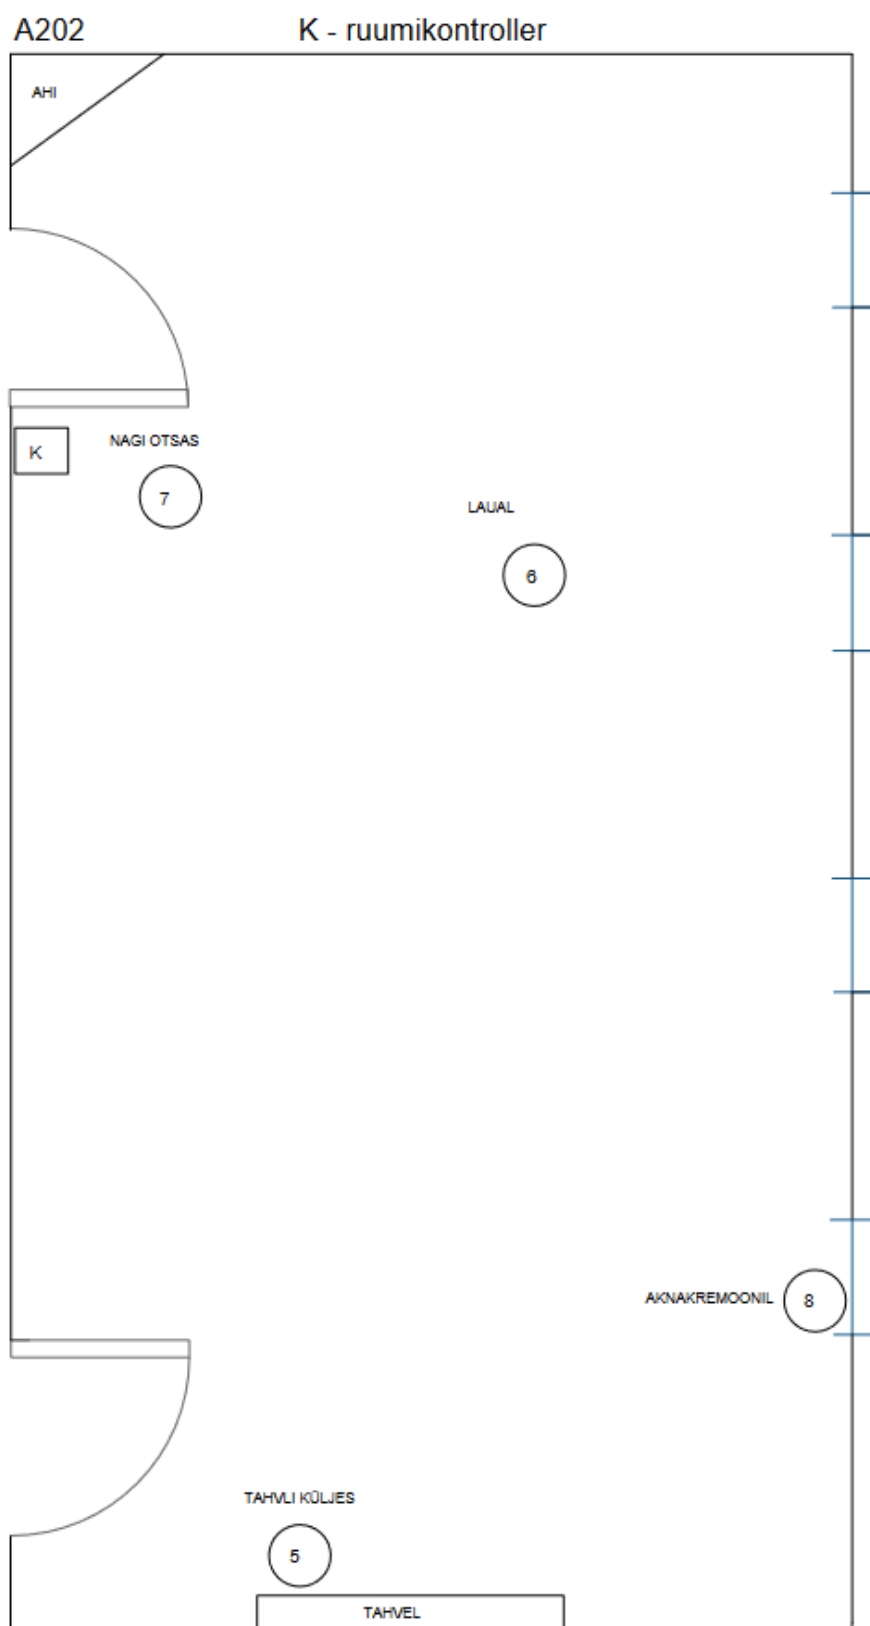 A202
K - ruumikontroller
AHI
K
NAGI OTSAS
7
LAUAL
6
AKNAKREMOONIL
8
TAHVLI KÜLJES
5
TAHVEL